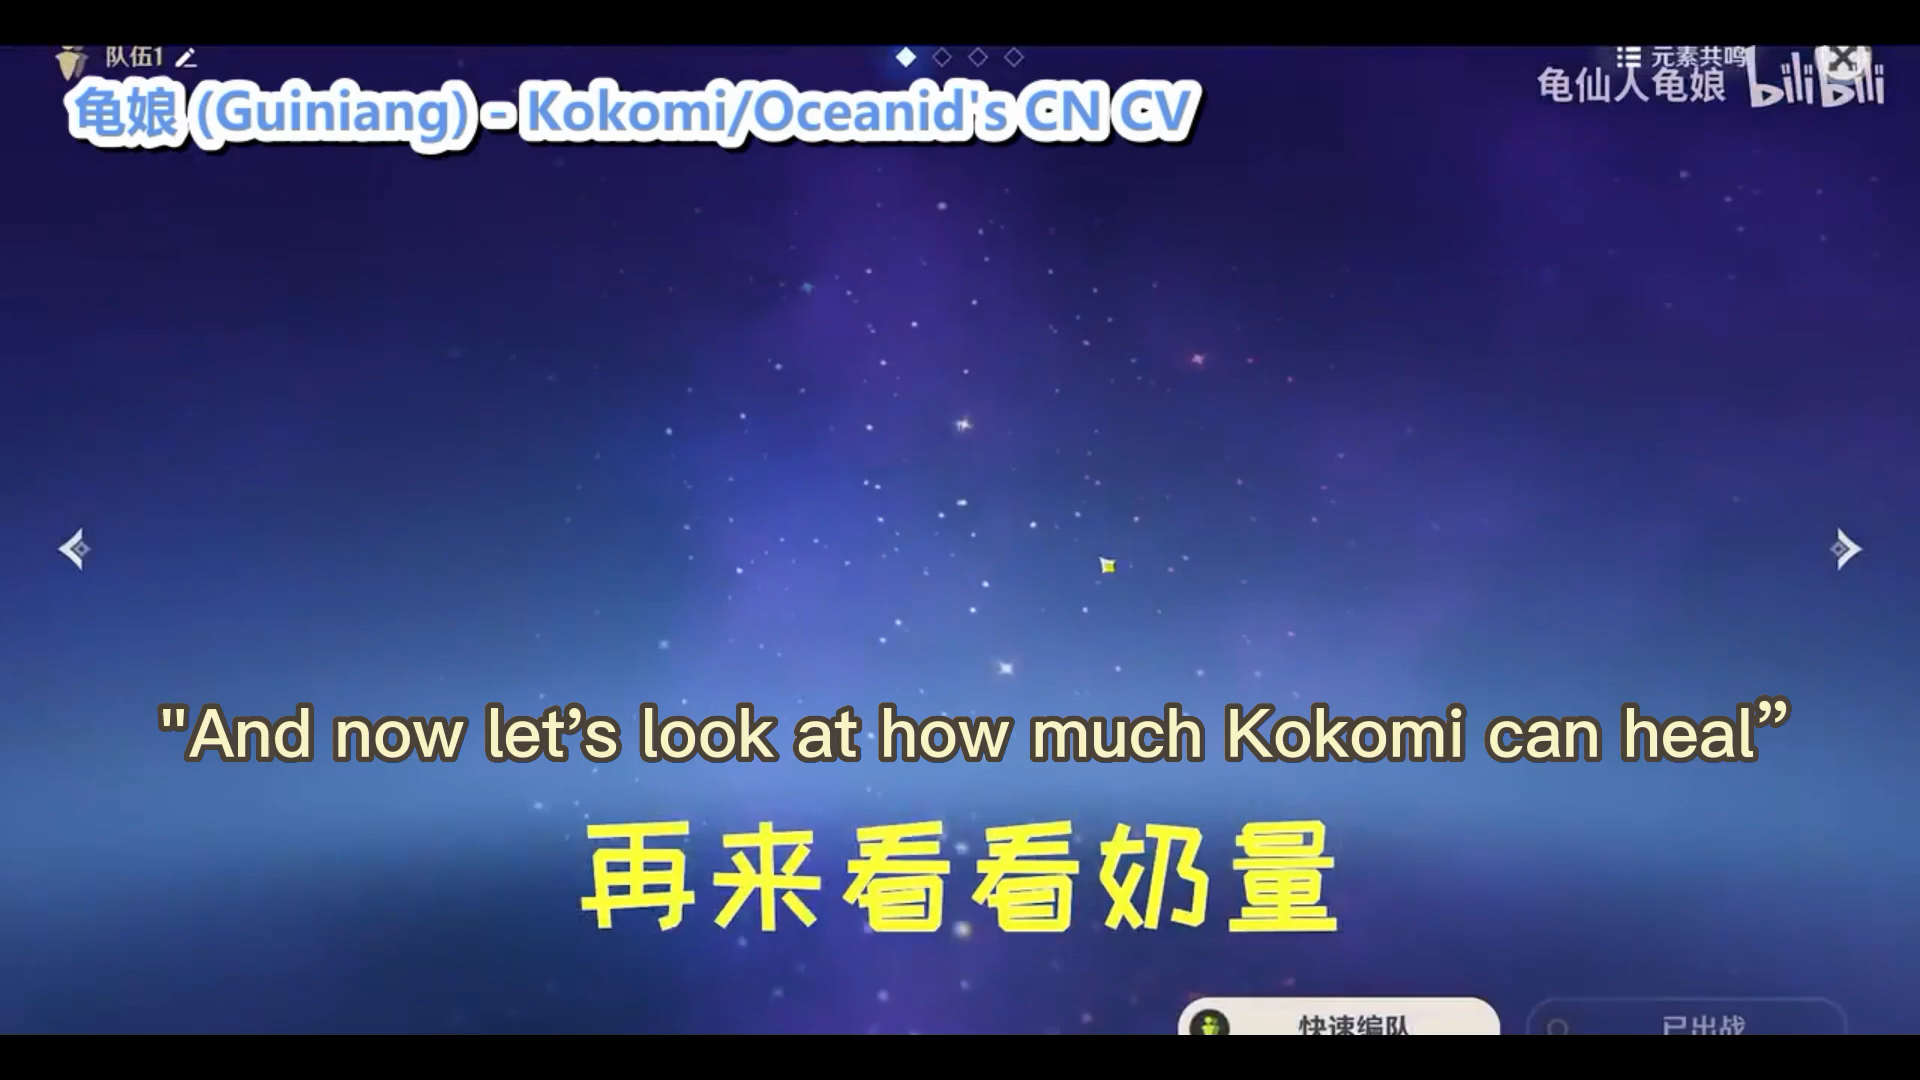 队伍1
元素共鸣
龟仙人龟娘 bilibili
龟娘 (Guiniang) - Kokomi/Oceanid's CN CV
"And now let’s look at how much Kokomi can heal”
再来看看奶量
快速编队
已出战